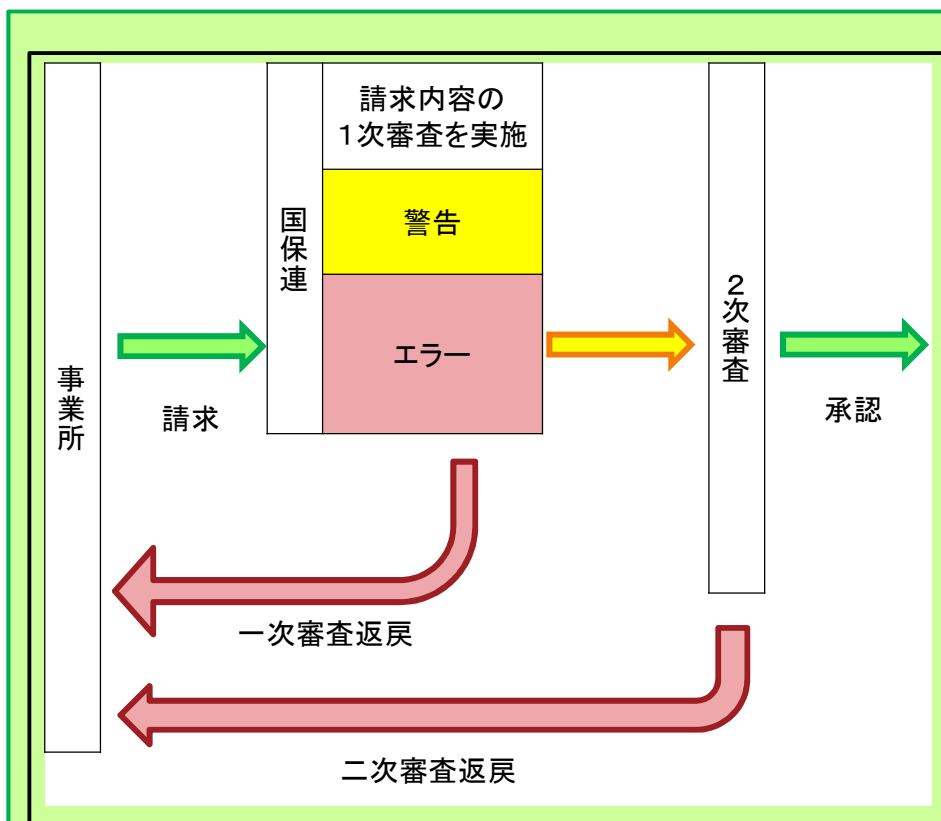 請求内容の
１次審査を実施
国保連
警告
エラー
２次審査
事業所
請求
承認
一次審査返戻
二次審査返戻